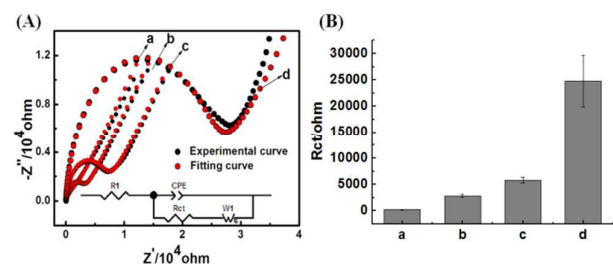 (A)
a
b
c
d
-1.2
0.8
0.4
0.0
-Z''/10⁴ohm
Experimental curve
Fitting curve
R1
CPE
Rct
W1
0
1
2
3
4
Z'/10⁴ohm
(B)
30000
25000
20000
15000
10000
5000
0
Rct/ohm
a
b
c
d